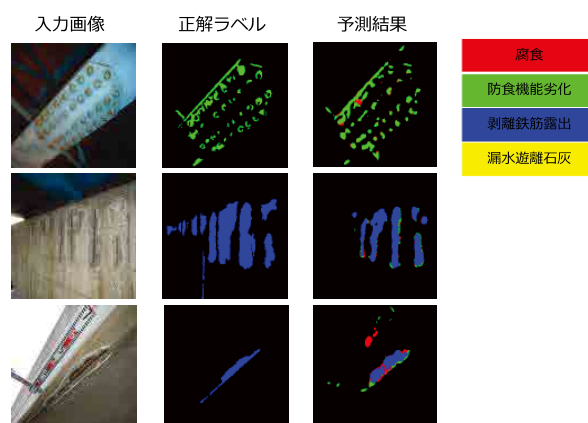 入力画像
正解ラベル
予測結果
腐食
防食機能劣化
剥離鉄筋露出
漏水遊離石灰